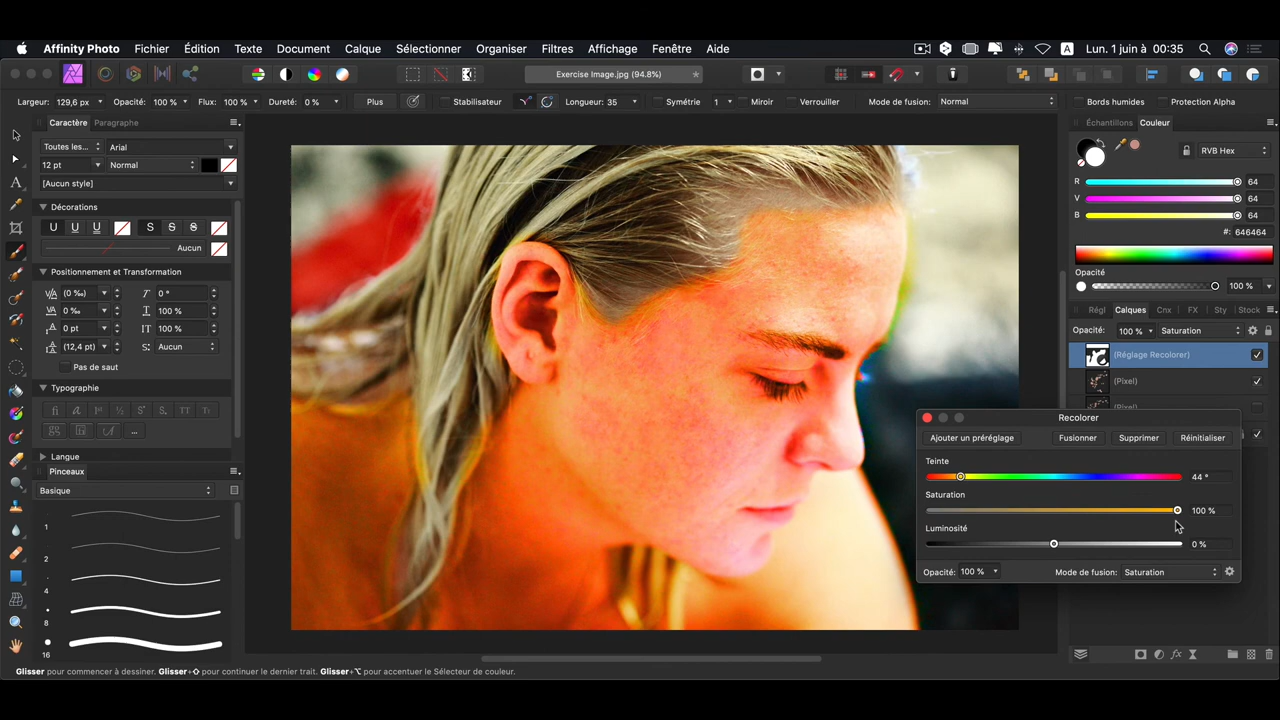 Affinity Photo Fichier Édition Texte Document Calque Sélectionner Organiser Filtres Affichage Fenêtre Aide A Lun. 1 juin à 00:35
Exercise Image.jpg (94.8%)
Largeur: 129,6 px Opacité: 100 % Flux: 100 % Dureté: 0 % Plus Stabilisateur Longueur: 35 Symétrie 1 Miroir Verrouiller Mode de fusion: Normal Bords humides Protection Alpha
Caractère Paragraphe
Toutes les... Arial
12 pt Normal
[Aucun style]
Décorations
U U U S S S
Aucun
Positionnement et Transformation
(0 ‰) 0 °
0 ‰ 100 %
0 pt 100 %
(12,4 pt) Aucun
Pas de saut
Typographie
Langue
Pinceaux
Basique
1
2
4
8
16
Échantillons Couleur
RVB Hex
R 64
V 64
B 64
#: 646464
Opacité
100 %
Régl Calques Cnx FX Sty Stock
Opacité: 100 % Saturation
(Réglage Recolorer)
(Pixel)
(Pixel)
Recolorer
Ajouter un préréglage Fusionner Supprimer Réinitialiser
Teinte
44 °
Saturation
100 %
Luminosité
0 %
Opacité: 100 % Mode de fusion: Saturation
Glisser pour commencer à dessiner. Glisser+⇧ pour continuer le dernier trait. Glisser+⌥ pour accentuer le Sélecteur de couleur.